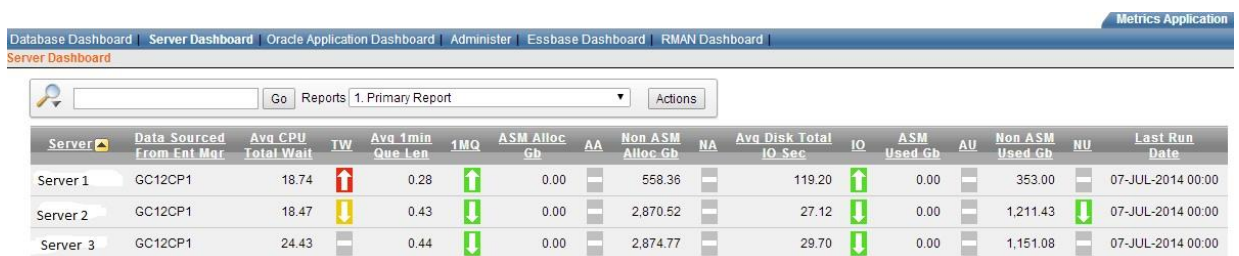 Metrics Application
Database Dashboard | Server Dashboard | Oracle Application Dashboard | Administer | Essbase Dashboard | RMAN Dashboard |
Server Dashboard
Go Reports 1. Primary Report Actions
Server Data Sourced From Ent Mgr Avg CPU Total Wait TW Avg 1min Que Len 1MQ ASM Alloc Gb AA Non ASM Alloc Gb NA Avg Disk Total IO Sec IO ASM Used Gb AU Non ASM Used Gb NU Last Run Date
Server 1 GC12CP1 18.74 0.28 0.00 558.36 119.20 0.00 353.00 07-JUL-2014 00:00
Server 2 GC12CP1 18.47 0.43 0.00 2,870.52 27.12 0.00 1,211.43 07-JUL-2014 00:00
Server 3 GC12CP1 24.43 0.44 0.00 2,874.77 29.70 0.00 1,151.08 07-JUL-2014 00:00